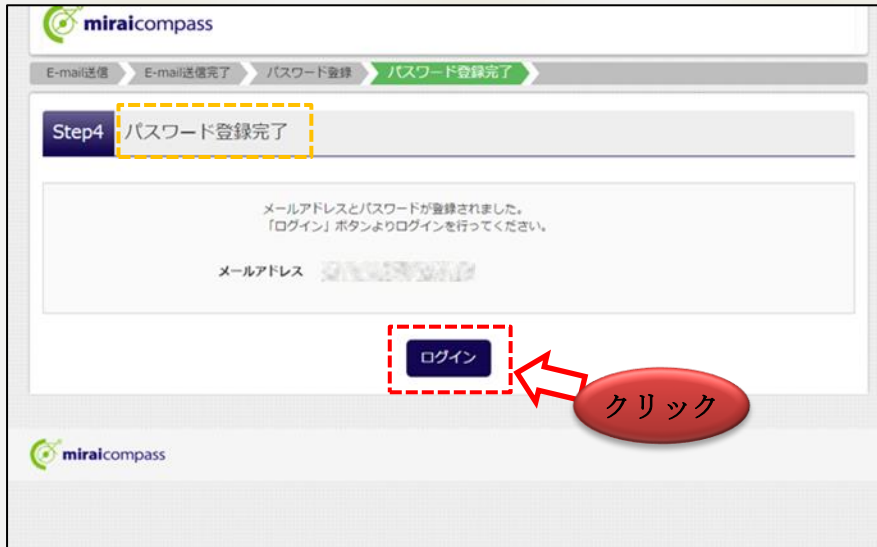 miraicompass
E-mail送信 E-mail送信完了 パスワード登録 パスワード登録完了
Step4 パスワード登録完了
メールアドレスとパスワードが登録されました。
「ログイン」ボタンよりログインを行ってください。
メールアドレス
ログイン
クリック
miraicompass